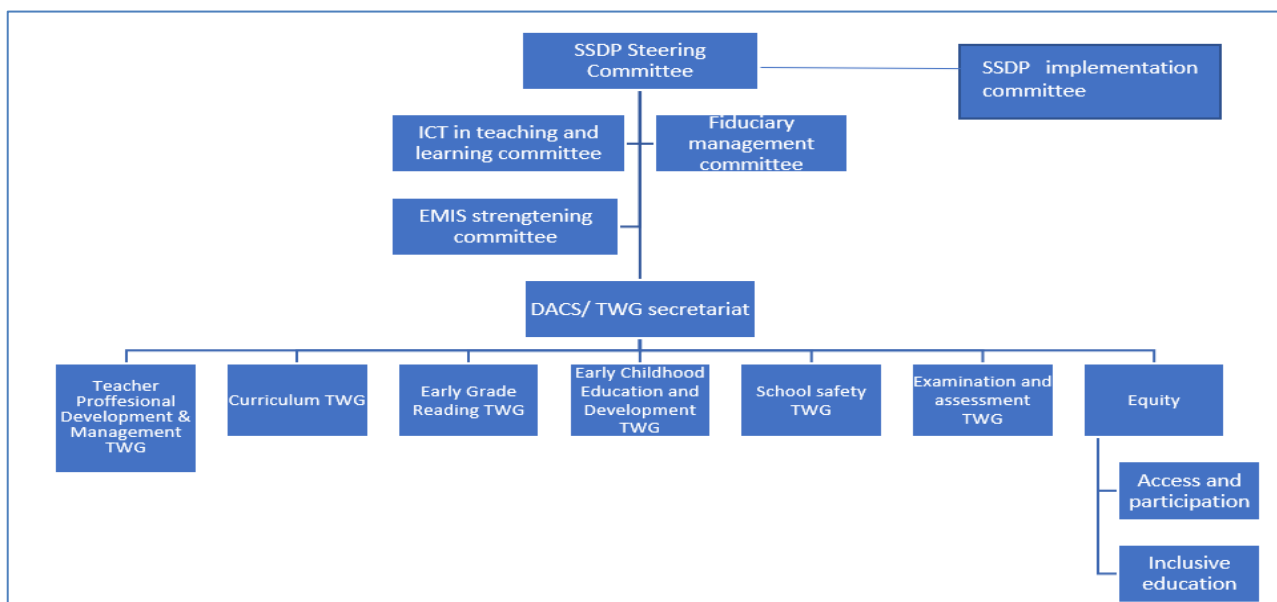 SSDP Steering
Committee
SSDP implementation
committee
ICT in teaching and
learning committee
Fiduciary
management
committee
EMIS strengtening
committee
DACS/ TWG secretariat
Teacher
Proffesional
Development &
Management
TWG
Curriculum TWG
Early Grade
Reading TWG
Early Childhood
Education and
Development
TWG
School safety
TWG
Examination and
assessment
TWG
Equity
Access and
participation
Inclusive
education